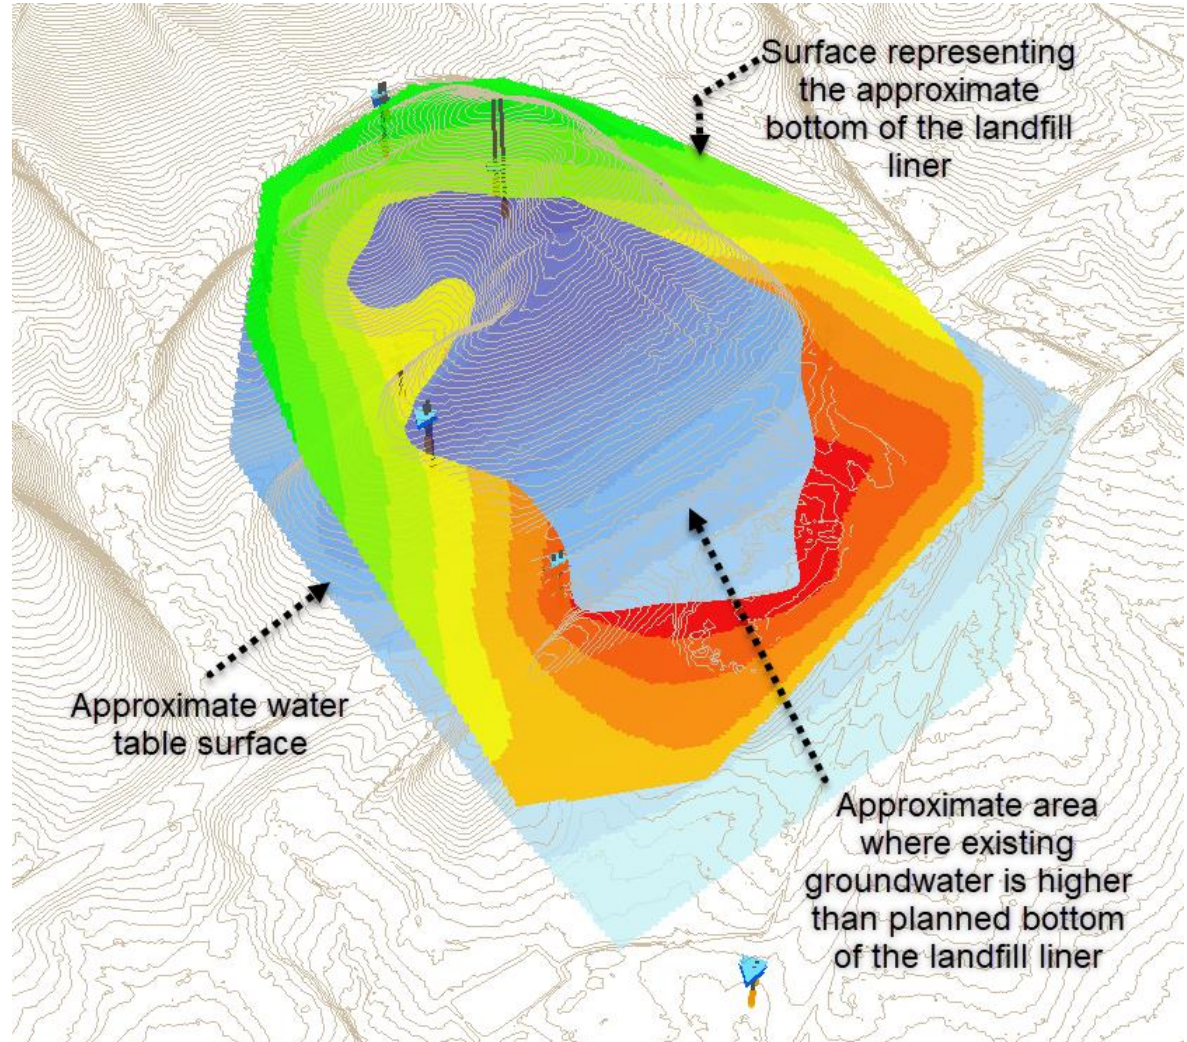 Surface representing
the approximate
bottom of the landfill
liner
Approximate water
table surface
Approximate area
where existing
groundwater is higher
than planned bottom
of the landfill liner